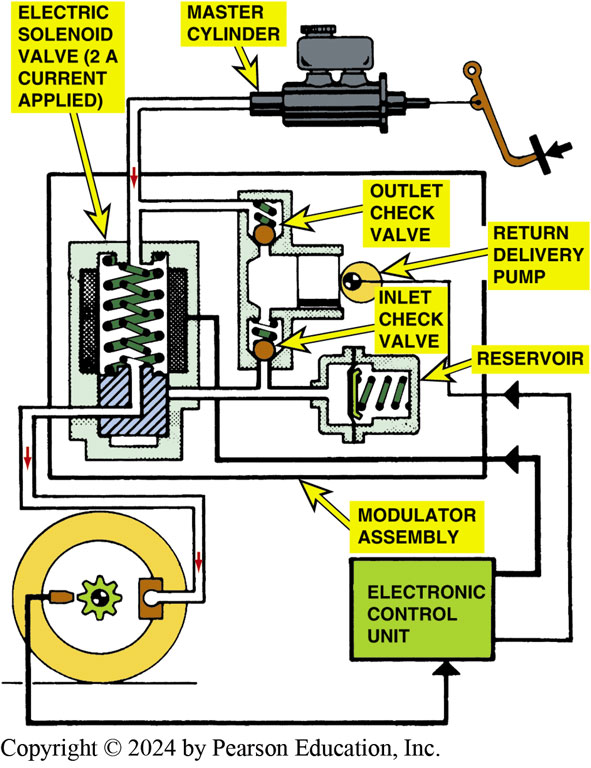 ELECTRIC
SOLENOID
VALVE (2 A
CURRENT
APPLIED)
MASTER
CYLINDER
OUTLET
CHECK
VALVE
RETURN
DELIVERY
PUMP
INLET
CHECK
VALVE
RESERVOIR
MODULATOR
ASSEMBLY
ELECTRONIC
CONTROL
UNIT
Copyright © 2024 by Pearson Education, Inc.